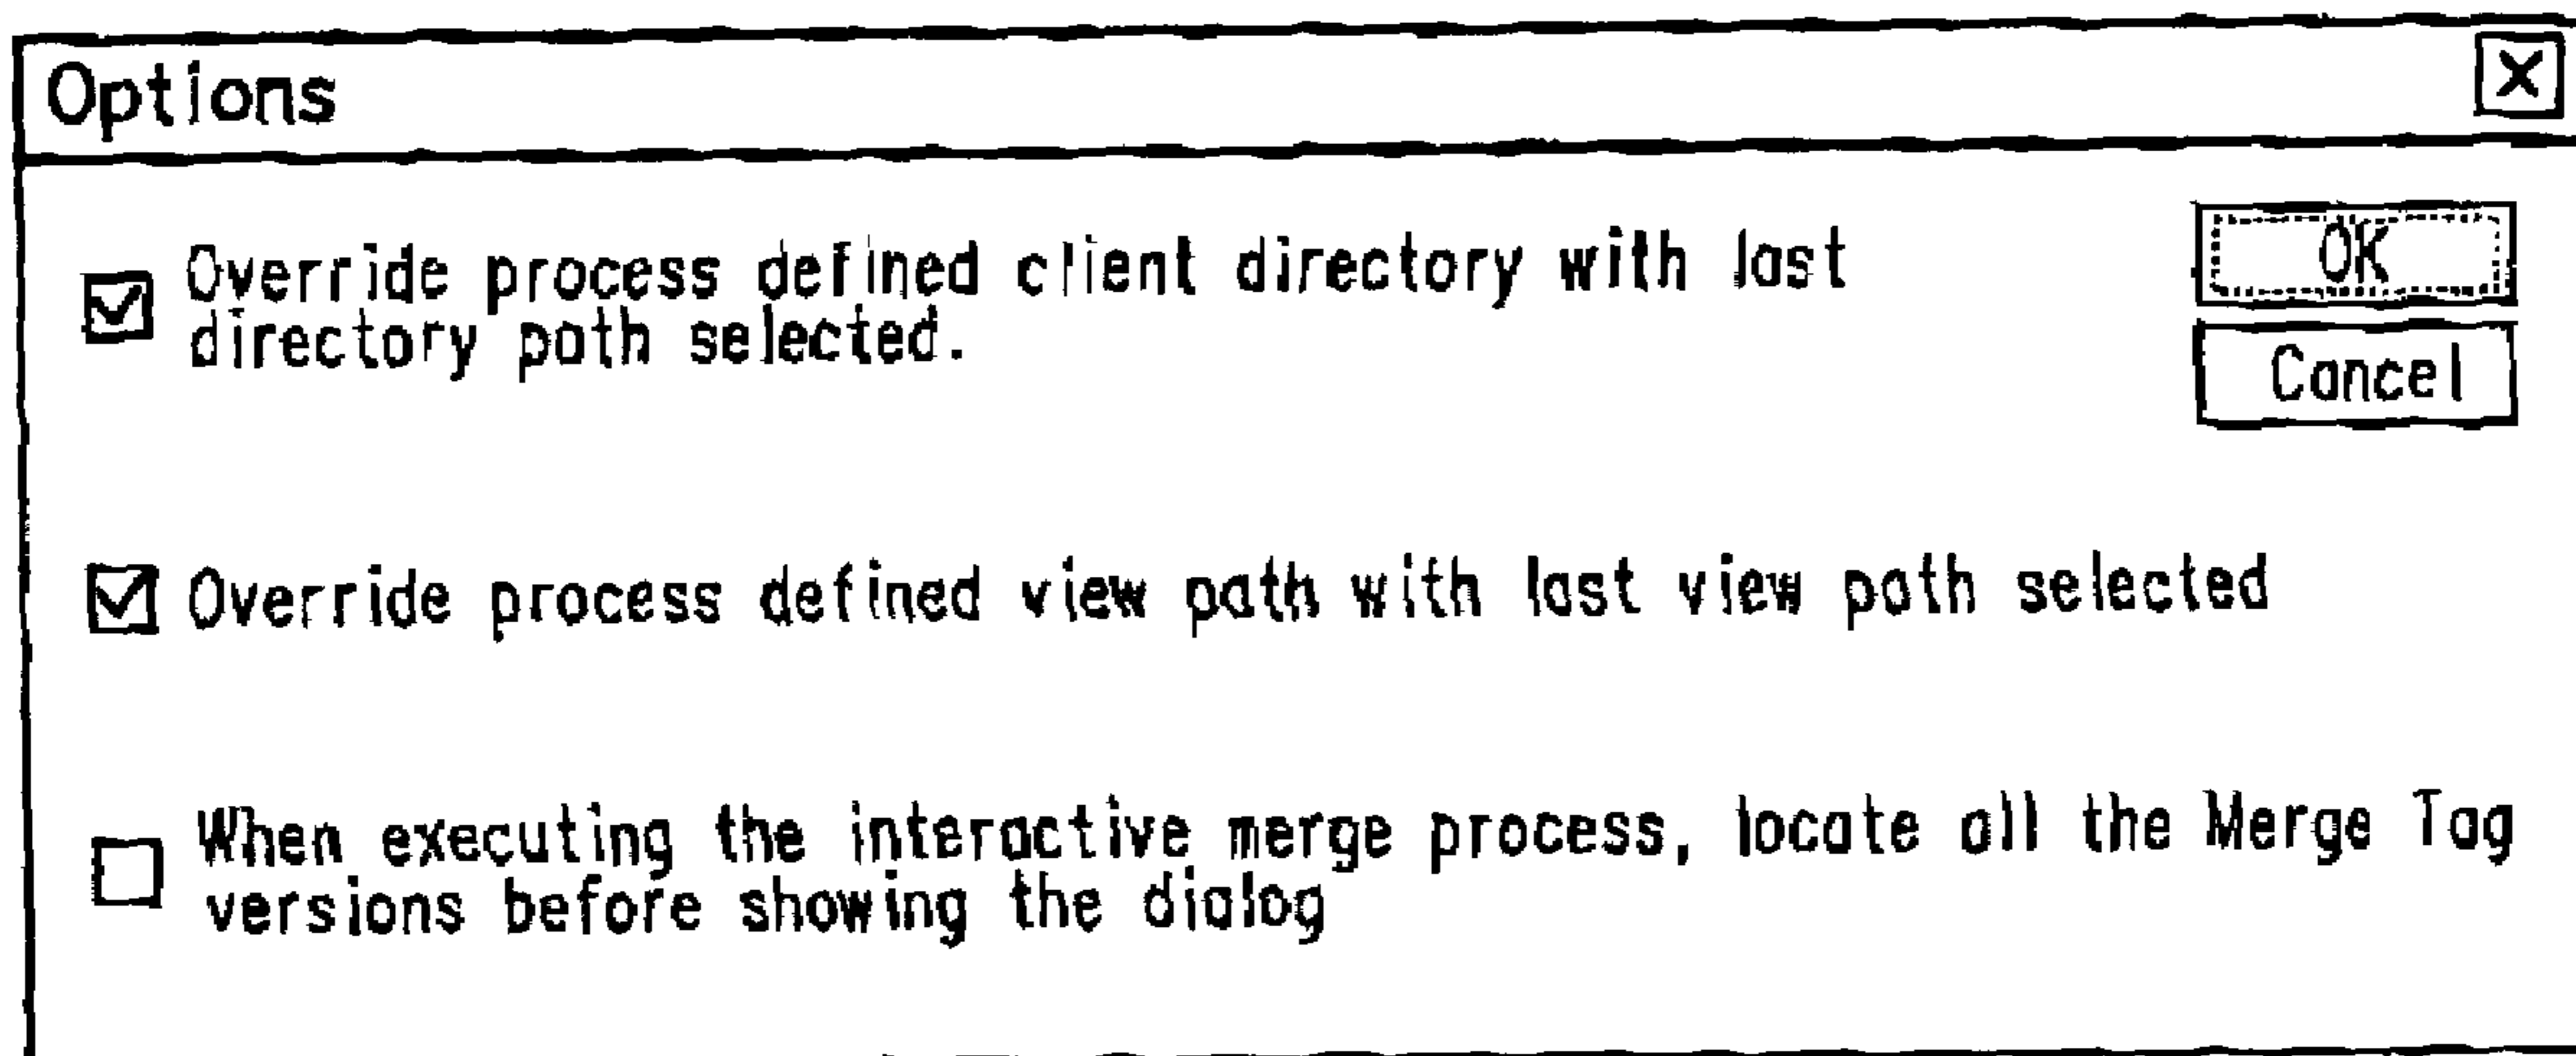 Options
Override process defined client directory with last
directory path selected.
OK
Cancel
Override process defined view path with last view path selected
When executing the interactive merge process, locate all the Merge Tag
versions before showing the dialog